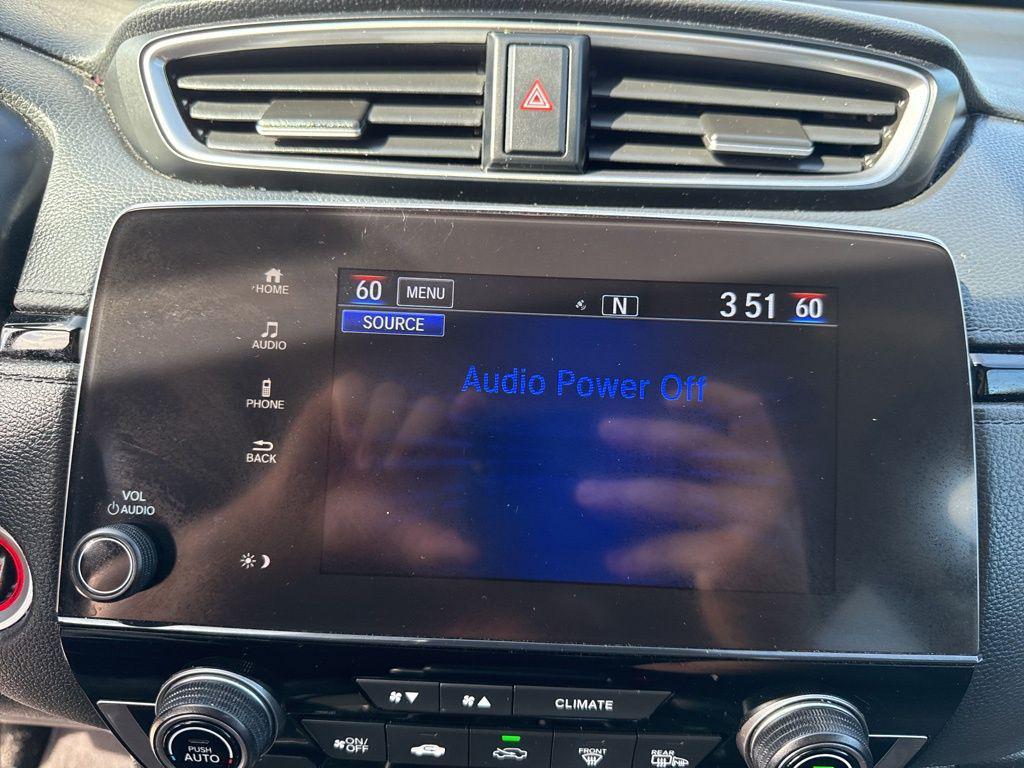 60 MENU N 3 51 60
SOURCE
Audio Power Off
HOME
AUDIO
PHONE
BACK
VOL
AUDIO
CLIMATE
PUSH
AUTO
ON/
OFF
FRONT
REAR